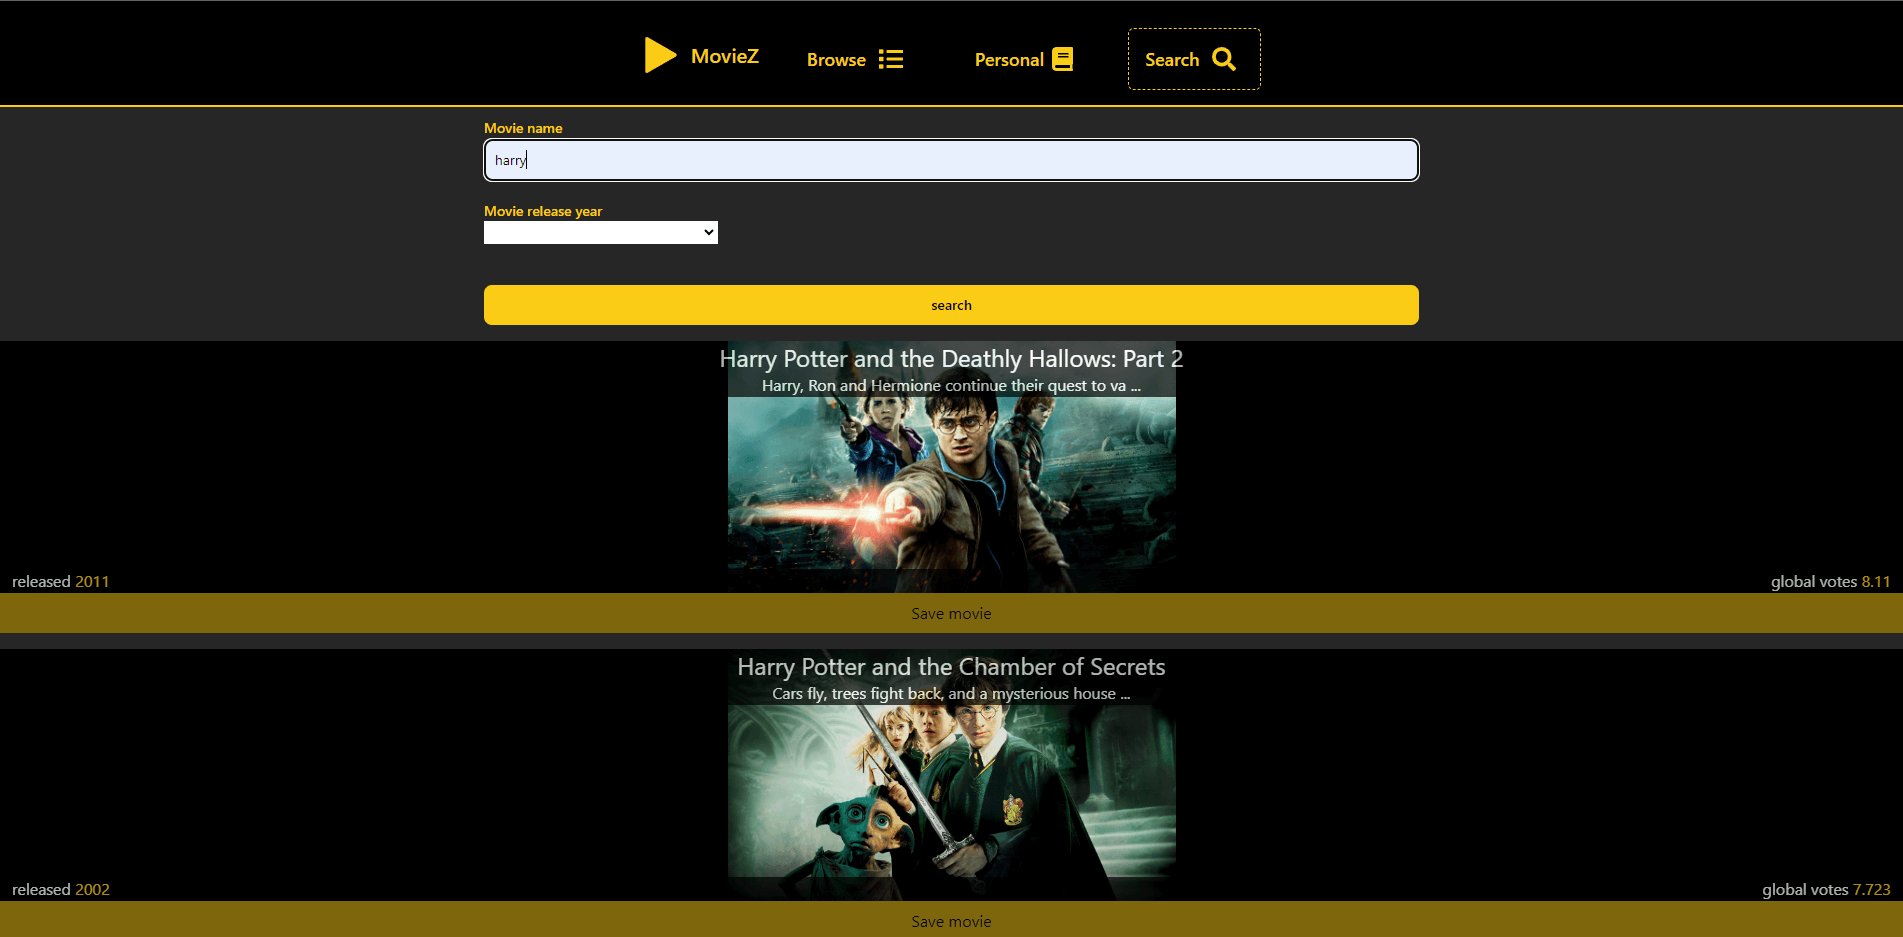 MovieZ
Browse
Personal
Search
Movie name
harry
Movie release year
search
Harry Potter and the Deathly Hallows: Part 2
Harry, Ron and Hermione continue their quest to va ...
released 2011
global votes 8.11
Save movie
Harry Potter and the Chamber of Secrets
Cars fly, trees fight back, and a mysterious house ...
released 2002
global votes 7.723
Save movie